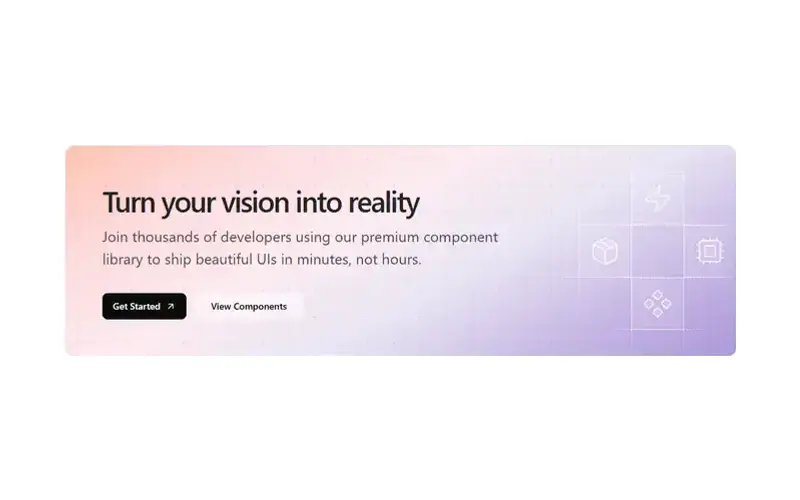 Turn your vision into reality
Join thousands of developers using our premium component
library to ship beautiful UIs in minutes, not hours.
Get Started
View Components